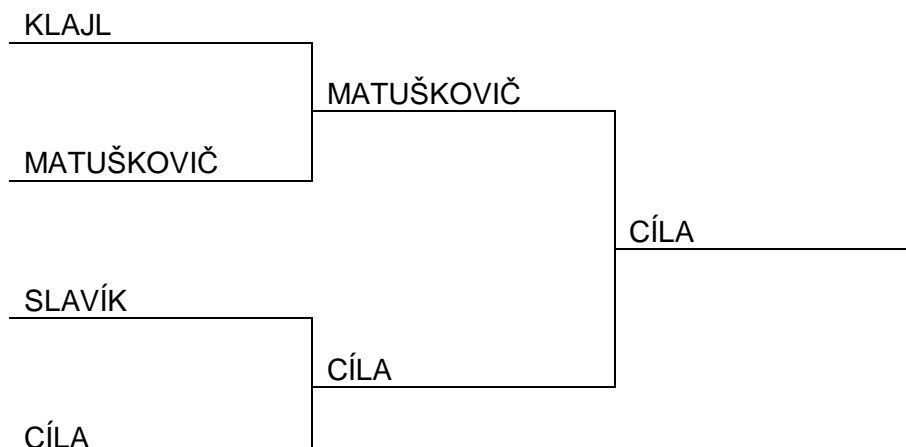 KLAJL
MATUŠKOVIČ
MATUŠKOVIČ
CÍLA
SLAVÍK
CÍLA
CÍLA